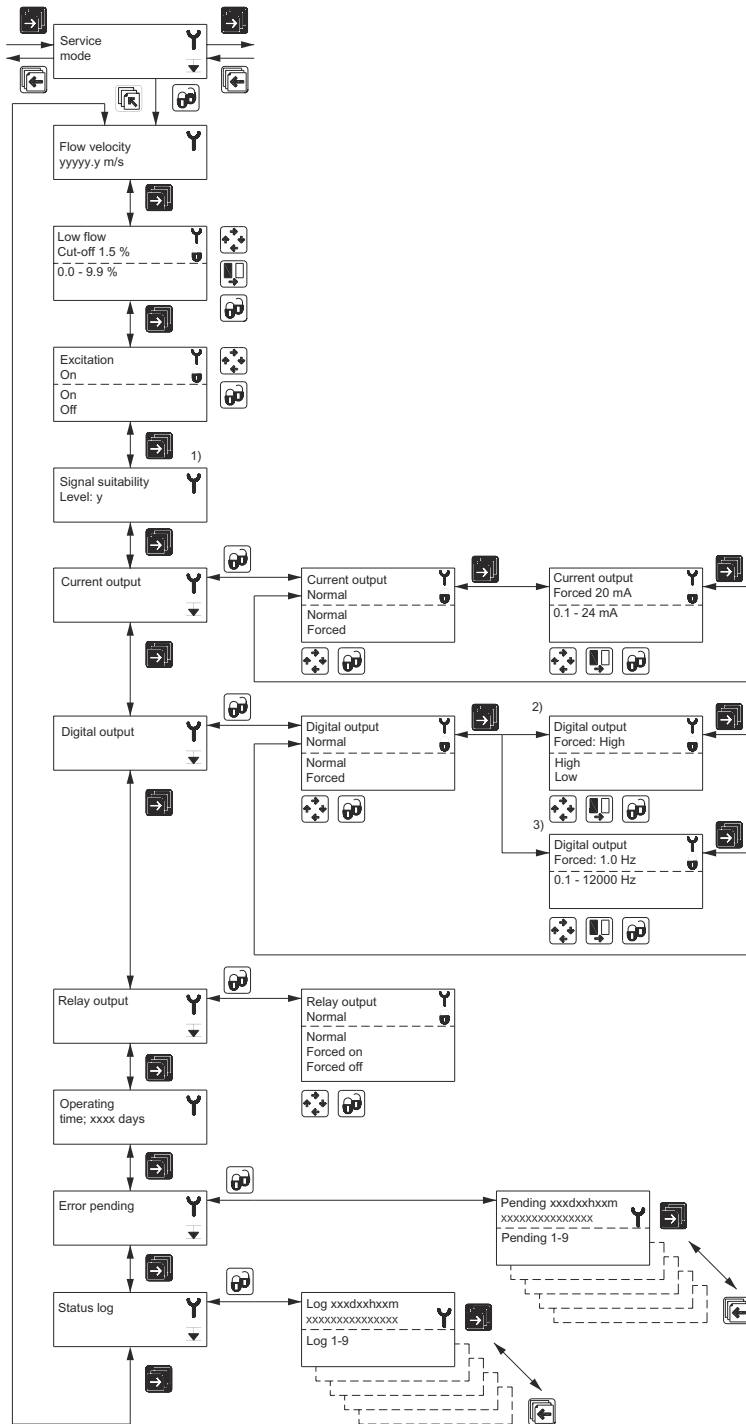 Service
mode
Flow velocity
yyyyy.y m/s
Low flow
Cut-off 1.5 %
0.0 - 9.9 %
Excitation
On
On
Off
1)
Signal suitability
Level: y
Current output
Current output
Normal
Normal
Forced
Current output
Forced 20 mA
0.1 - 24 mA
Digital output
Digital output
Normal
Normal
Forced
2)
Digital output
Forced: High
High
Low
3)
Digital output
Forced: 1.0 Hz
0.1 - 12000 Hz
Relay output
Relay output
Normal
Normal
Forced on
Forced off
Operating
time; xxxx days
Error pending
Pending xxxdxxhxxm
xxxxxxxxxxxxxxx
Pending 1-9
Status log
Log xxxdxxhxxm
xxxxxxxxxxxxxxx
Log 1-9